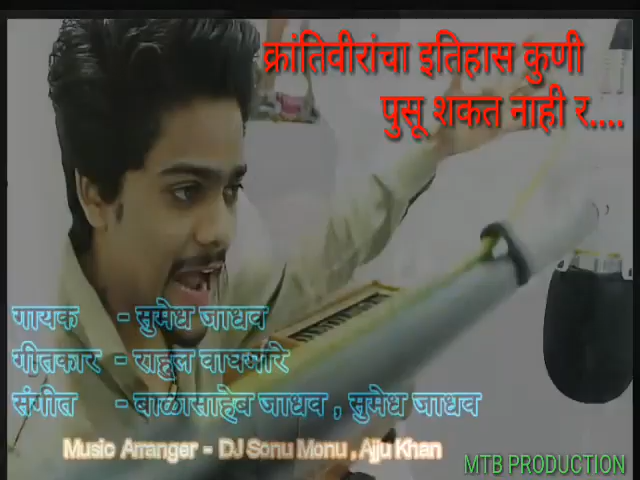 क्रांतिवीरांचा इतिहास कुणी
पुसू शकत नाही र....
गायक - सुमेध जाधव
गीतकार - राहुल वाघमारे
संगीत - बाळासाहेब जाधव , सुमेध जाधव
Music Arranger - DJ Sonu Monu , Ajju Khan
MTB PRODUCTION